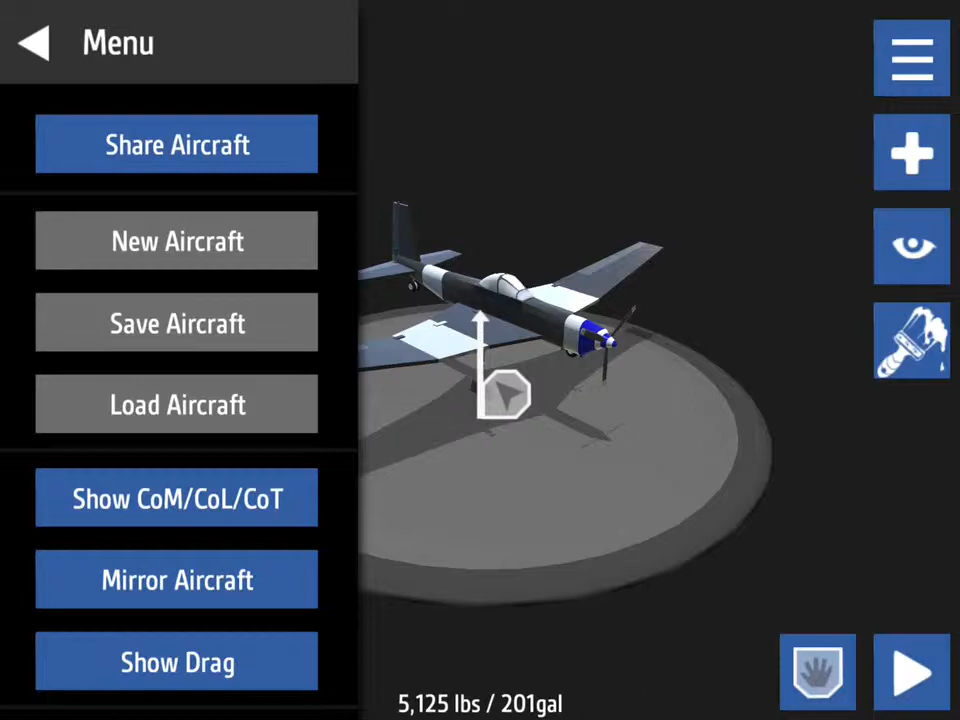 Menu
Share Aircraft
New Aircraft
Save Aircraft
Load Aircraft
Show CoM/CoL/CoT
Mirror Aircraft
Show Drag
5,125 lbs / 201gal